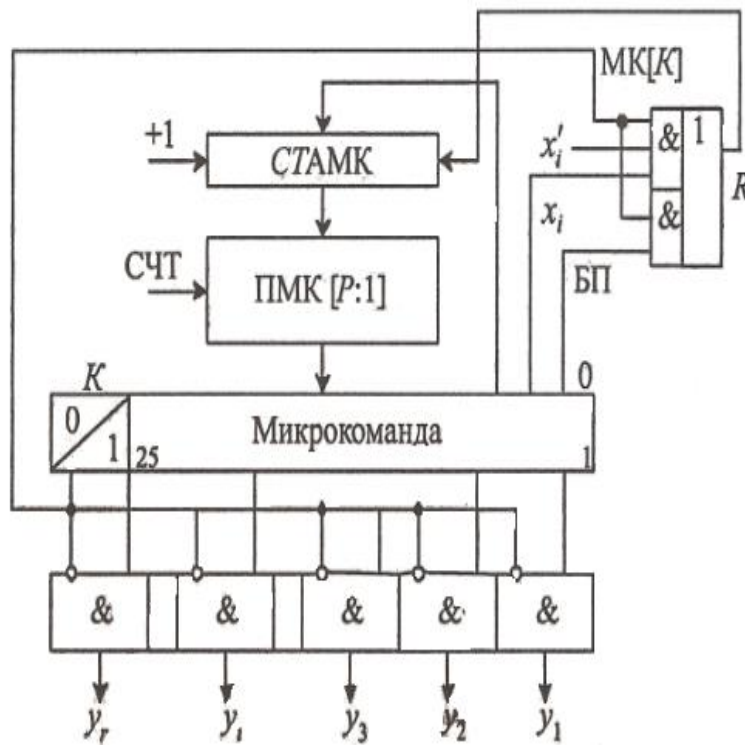 МК[К]
+1
x'i
& 1
СТАМК
R
xi
&
СЧТ
ПМК [P:1]
БП
К
0
0
1
25
Микрокоманда
1
& & & & &
yr yi y3 y2 y1